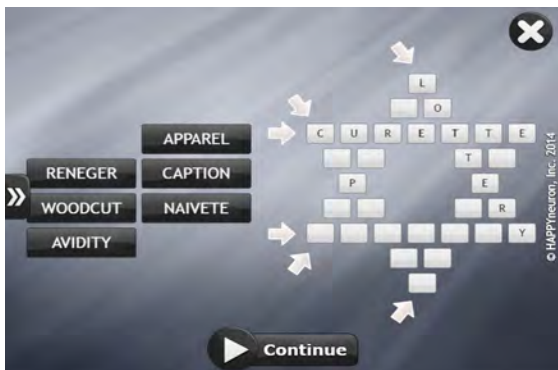 L
O
APPAREL
C U R E T T E
T
RENEGER CAPTION
P E
WOODCUT NAIVETE
R
AVIDITY
Y
Continue
© HAPPYneuron, Inc. 2014